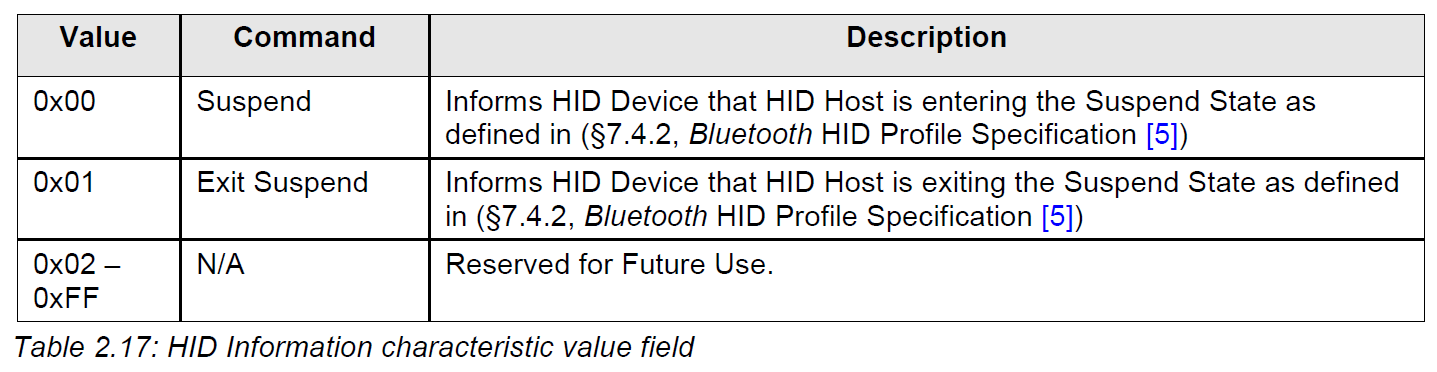 Value Command Description
0x00 Suspend Informs HID Device that HID Host is entering the Suspend State as
defined in (§7.4.2, Bluetooth HID Profile Specification [5])
0x01 Exit Suspend Informs HID Device that HID Host is exiting the Suspend State as defined
in (§7.4.2, Bluetooth HID Profile Specification [5])
0x02 – N/A Reserved for Future Use.
0xFF
Table 2.17: HID Information characteristic value field